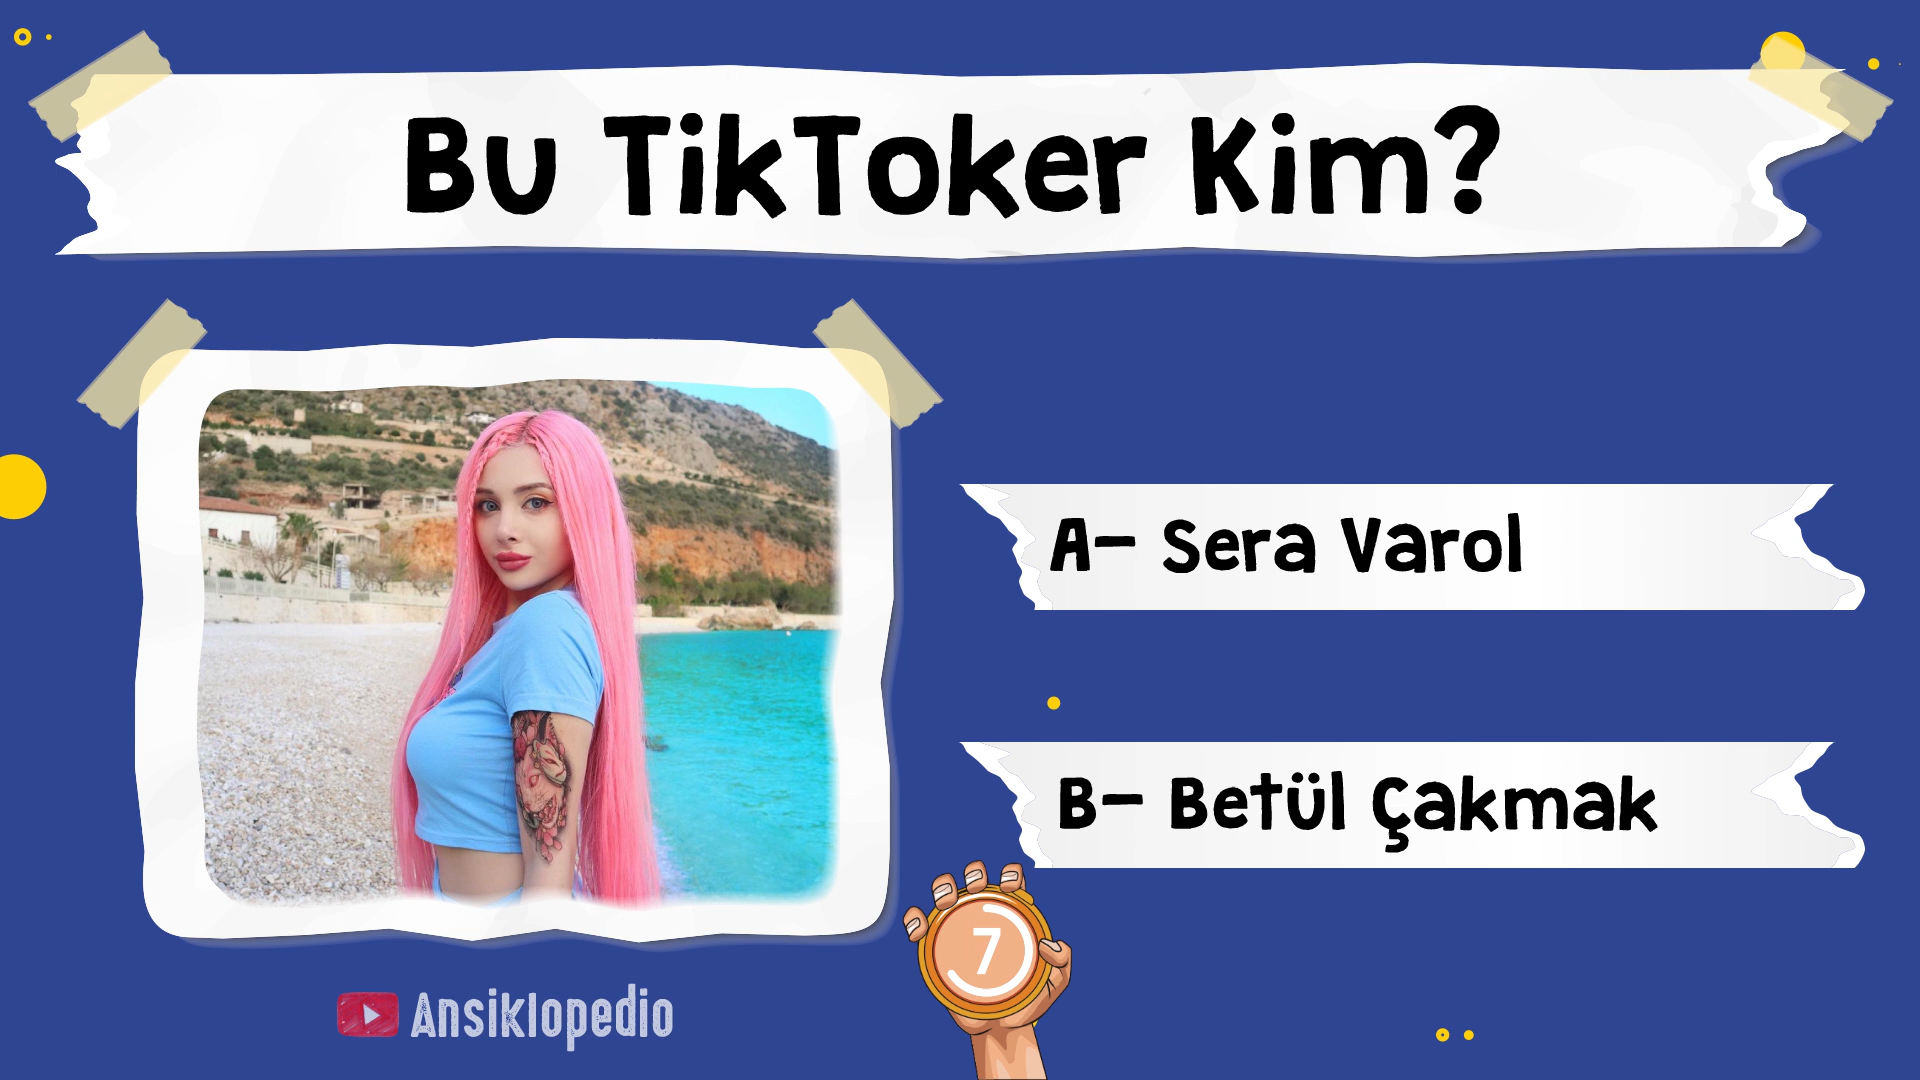 Bu TikToker Kim?
A- Sera Varol
B- Betül Çakmak
7
Ansiklopedio